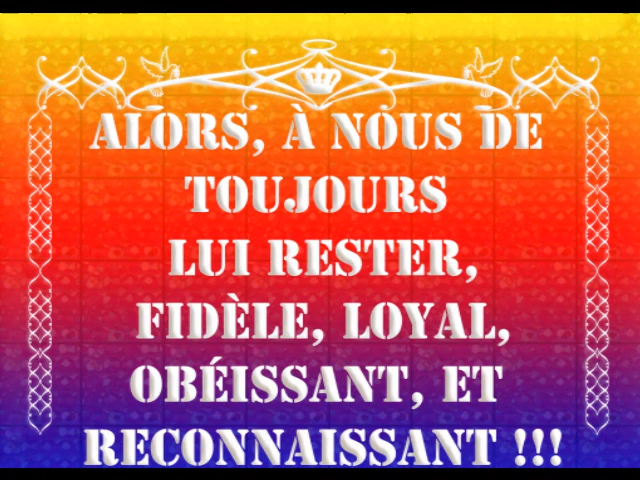 ALORS, À NOUS DE
TOUJOURS
LUI RESTER,
FIDÈLE, LOYAL,
OBÉISSANT, ET
RECONNAISSANT !!!